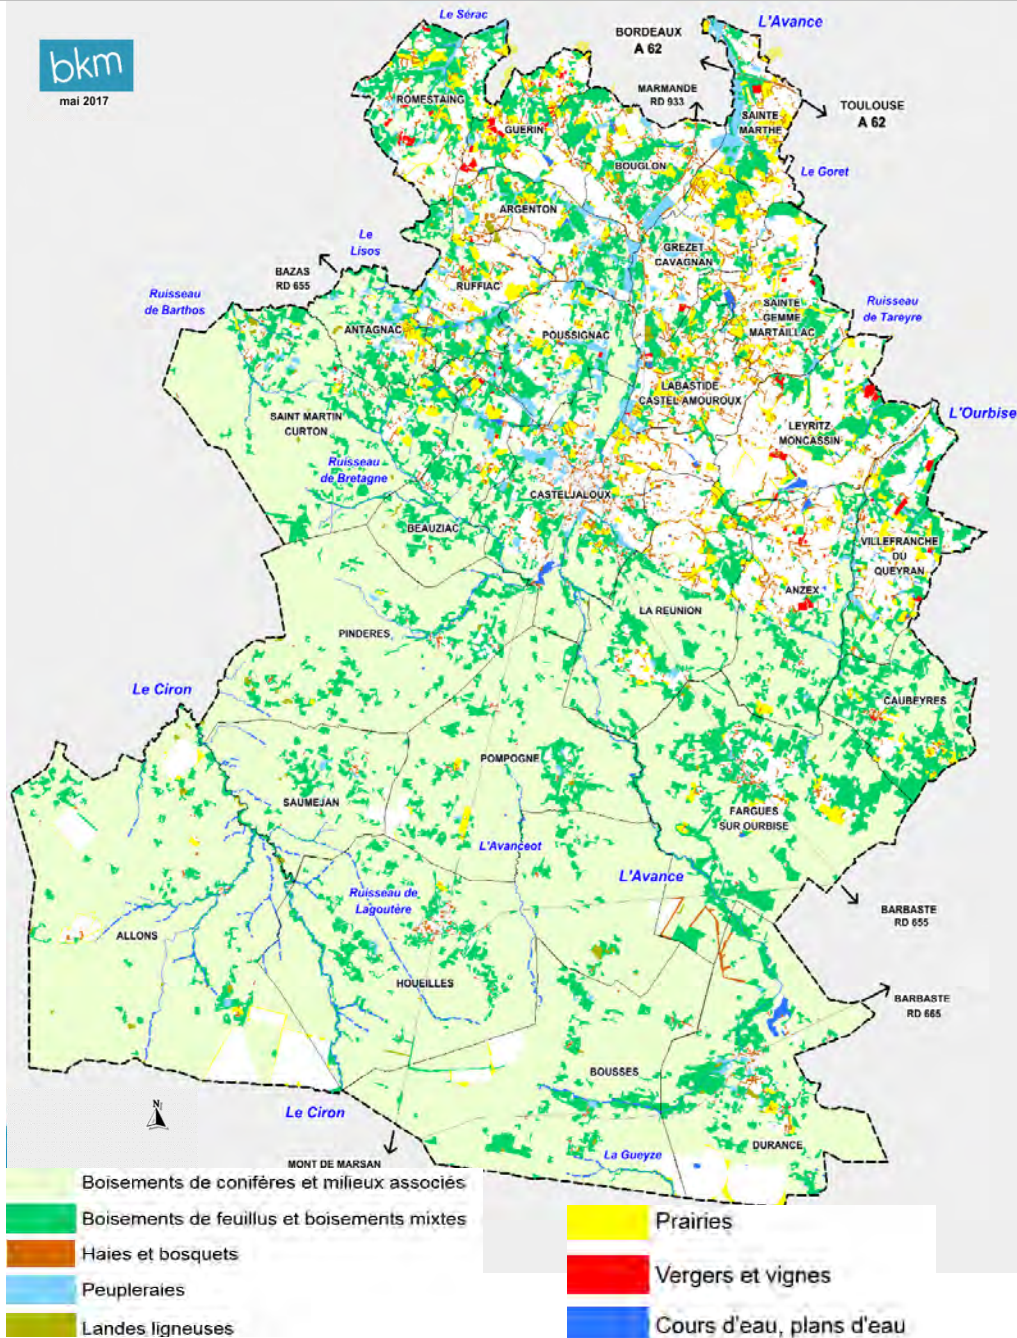 Le Sérac
L'Avance
BORDEAUX
A 62
bkm
mai 2017
MARMANDE
RD 933
ROMESTAING
TOULOUSE
A 62
SAINTE
MARTHE
GUERIN
BOUGLON
Le Goret
ARGENTON
Le
Lisos
GREZET
CAVAGNAN
BAZAS
RD 655
RUFFIAC
Ruisseau
de Barthos
SAINTE
GEMME
MARTAILLAC
Ruisseau
de Tareyre
ANTAGNAC
POUSSIGNAC
LABASTIDE
CASTEL AMOUROUX
SAINT MARTIN
CURTON
LEYRITZ
MONCASSIN
L'Ourbise
Ruisseau
de Bretagne
CASTELJALOUX
BEAUZIAC
VILLEFRANCHE
DU
QUEYRAN
ANZEX
LA REUNION
PINDERES
Le Ciron
CAUBEYRES
POMPOGNE
SAUMEJAN
FARGUES
SUR OURBISE
L'Avanceot
L'Avance
Ruisseau de
Lagoutère
BARBASTE
RD 655
ALLONS
HOUEILLES
BARBASTE
RD 665
BOUSSES
N
Le Ciron
DURANCE
La Gueyze
MONT DE MARSAN
Boisements de conifères et milieux associés
Boisements de feuillus et boisements mixtes
Haies et bosquets
Peupleraies
Landes ligneuses
Prairies
Vergers et vignes
Cours d'eau, plans d'eau